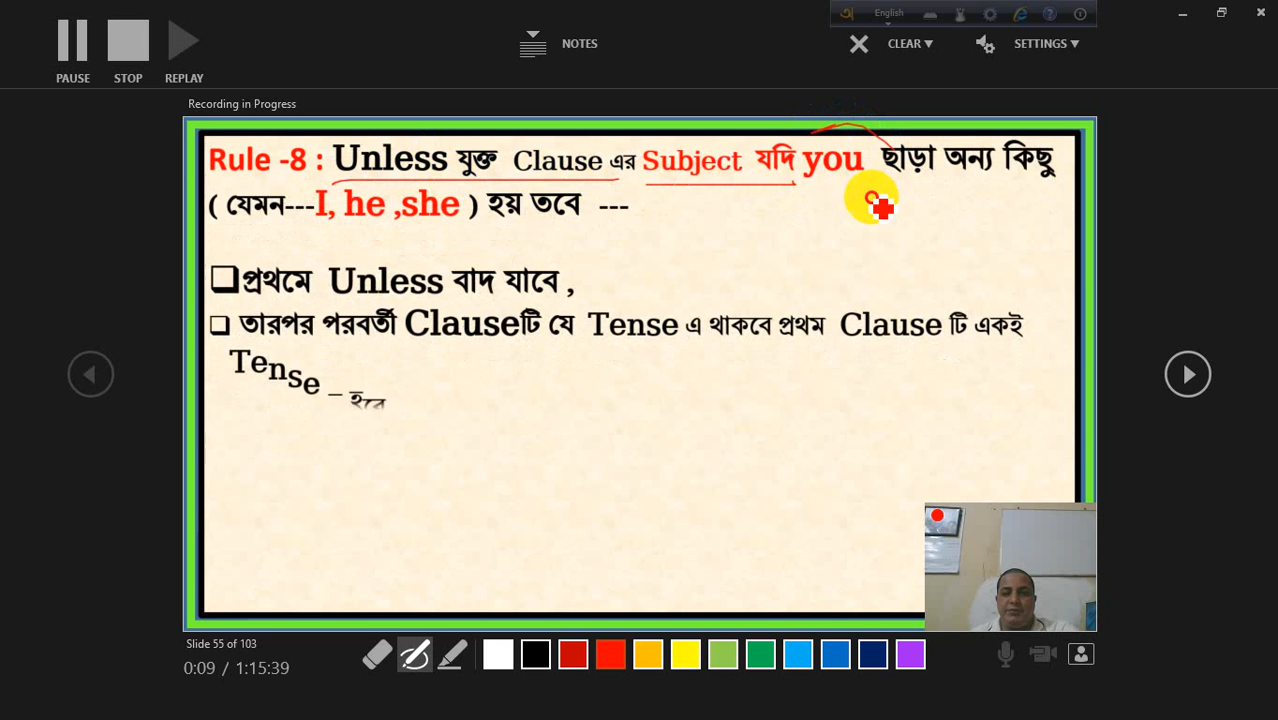 English
PAUSE
STOP
REPLAY
NOTES
CLEAR
SETTINGS
Recording in Progress
Rule -8 : Unless যুক্ত Clause এর Subject যদি you ছাড়া অন্য কিছু
( যেমন---I, he ,she ) হয় তবে ---
প্রথমে Unless বাদ যাবে ,
তারপর পরবর্তী Clauseটি যে Tense এ থাকবে প্রথম Clause টি একই
Tense – হবে
Slide 55 of 103
0:09 / 1:15:39